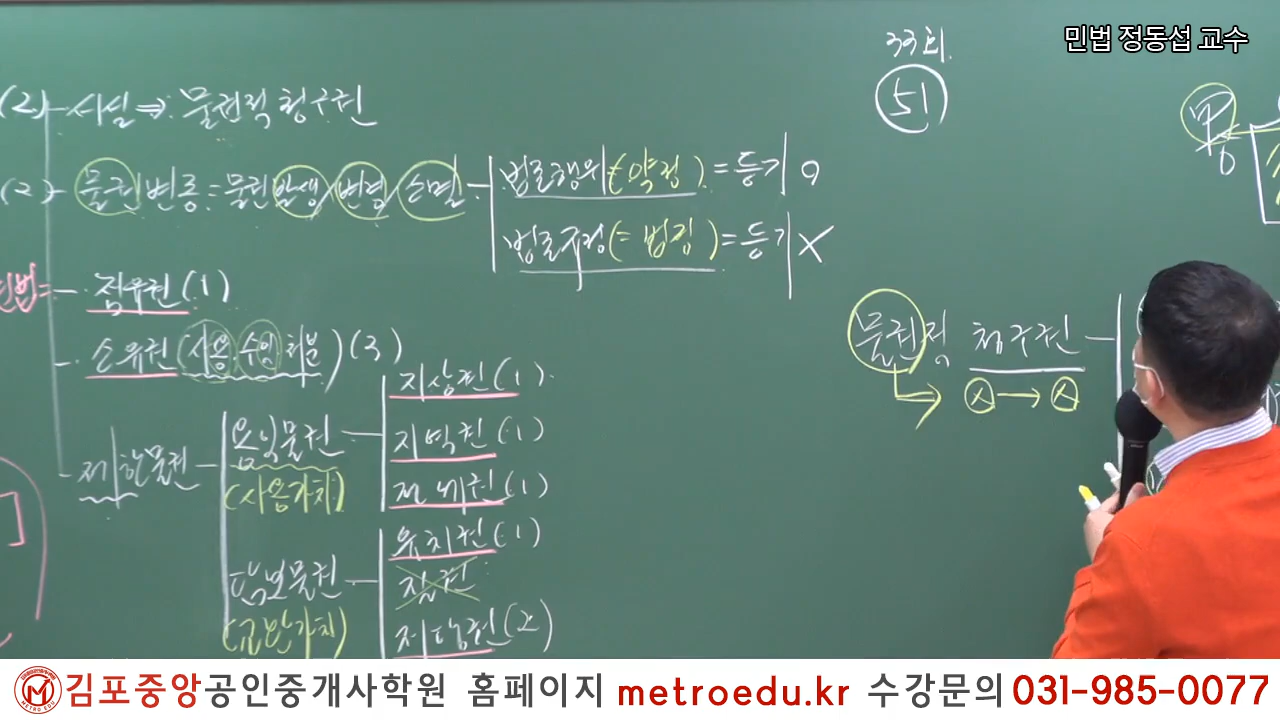 민법 정동섭 교수
33회.
51
甲
(2) 사실 ⇒ 물권적 청구권
(2) 물권 변동 = 물권 발생/변경/소멸
법률행위 (= 약정) = 등기 o
법률규정 (= 법정) = 등기 X
민법 = 점유권 (1)
소유권 (사용, 수익, 처분) (3)
제한물권
용익물권
(사용가치)
지상권 (1)
지역권 (1)
전세권 (1)
담보물권
(교환가치)
유치권 (1)
질권
저당권 (2)
물권적 청구권
김포중앙공인중개사학원 홈페이지 metroedu.kr 수강문의 031-985-0077
METRO EDU